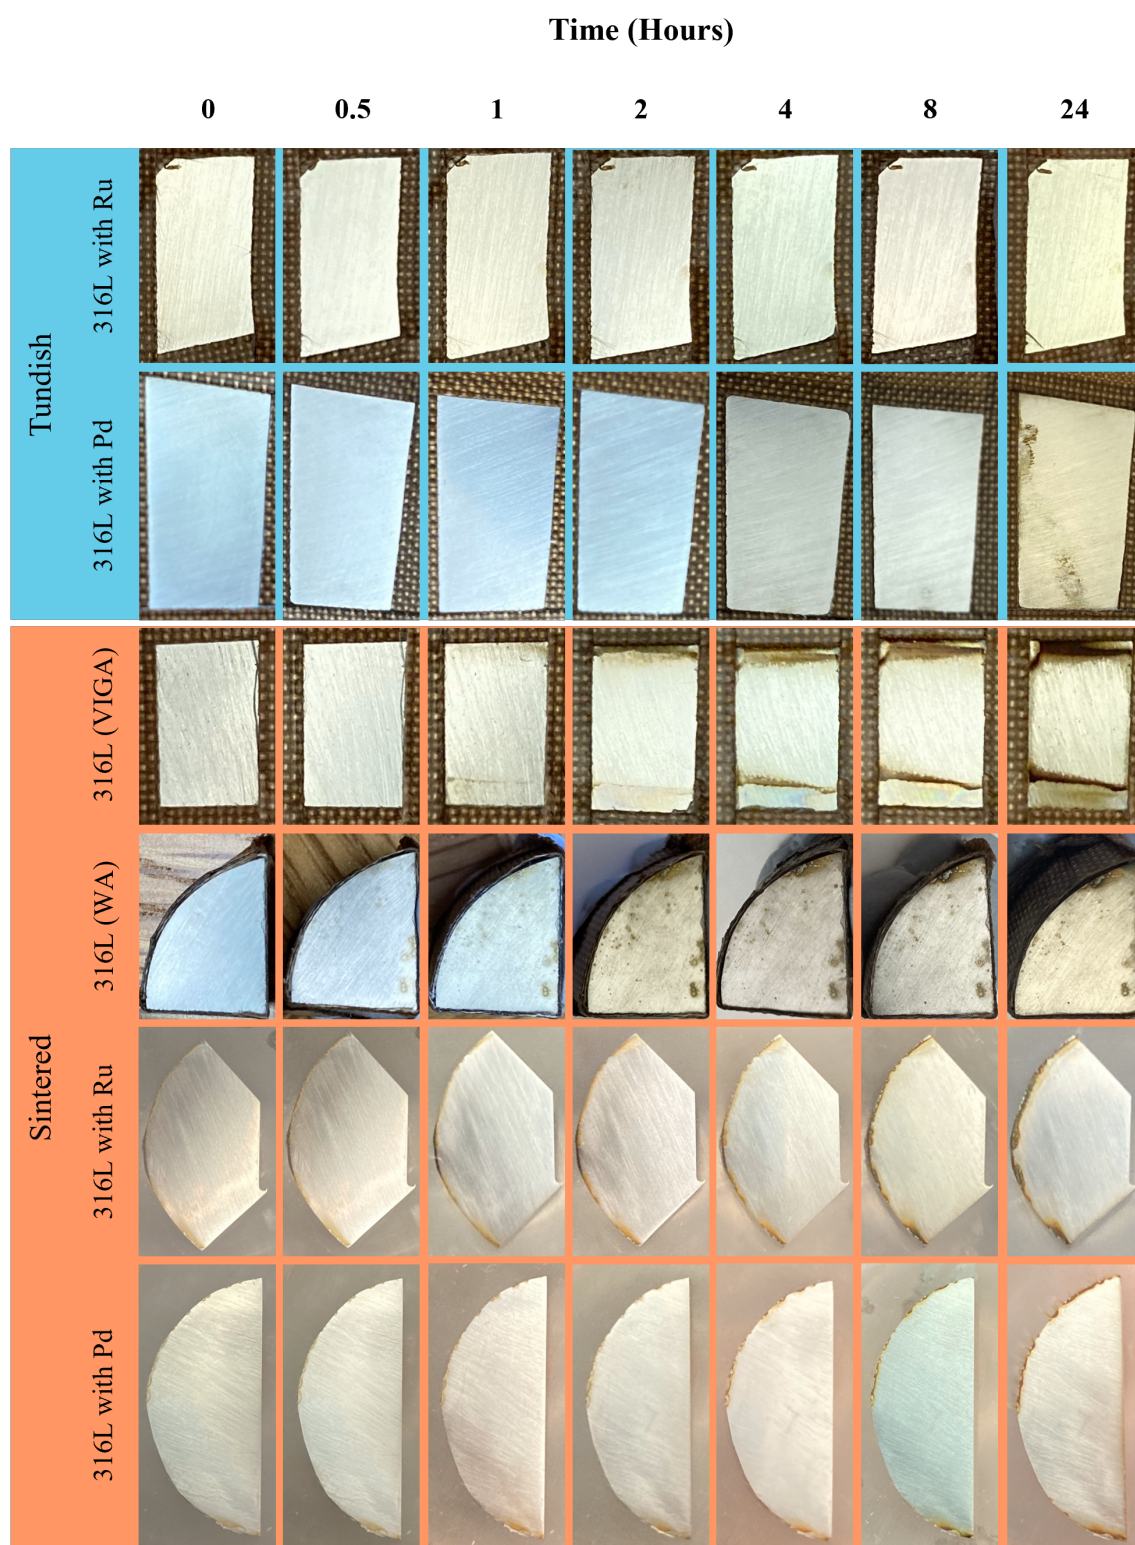 Time (Hours)
0 0.5 1 2 4 8 24
Tundish
316L with Ru
316L with Pd
Sintered
316L (VIGA)
316L (WA)
316L with Ru
316L with Pd